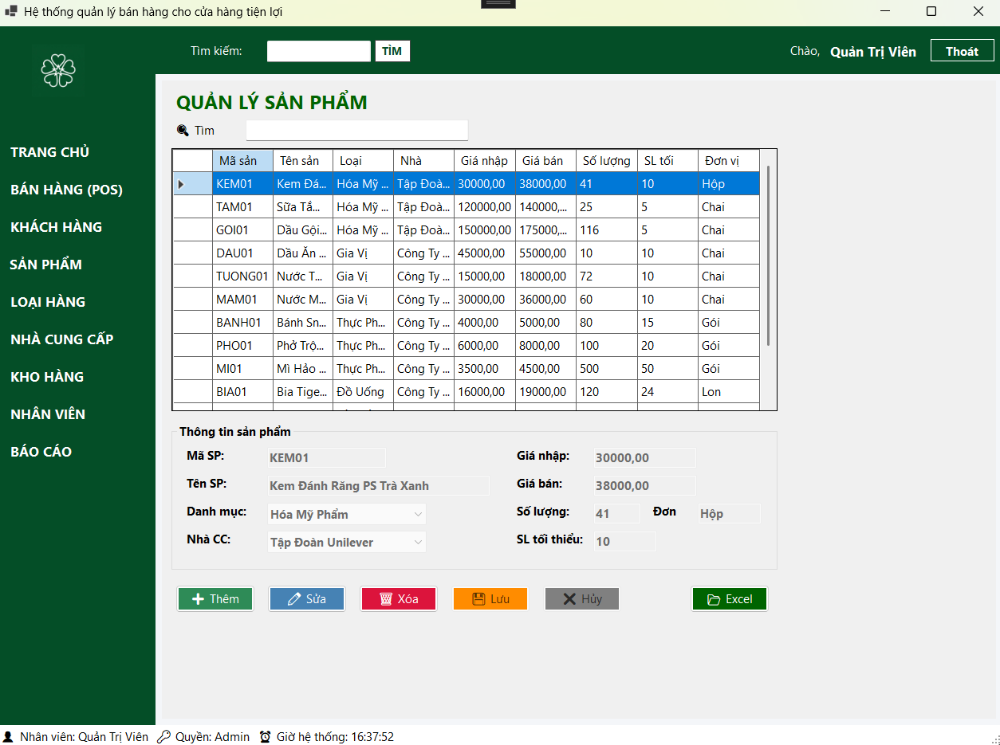 Hệ thống quản lý bán hàng cho cửa hàng tiện lợi
Tìm kiếm: TÌM Chào, Quản Trị Viên Thoát
TRANG CHỦ
BÁN HÀNG (POS)
KHÁCH HÀNG
SẢN PHẨM
LOẠI HÀNG
NHÀ CUNG CẤP
KHO HÀNG
NHÂN VIÊN
BÁO CÁO
QUẢN LÝ SẢN PHẨM
Tìm
Mã sản Tên sản Loại Nhà Giá nhập Giá bán Số lượng SL tối Đơn vị
KEM01 Kem Đá... Hóa Mỹ ... Tập Đoà... 30000,00 38000,00 41 10 Hộp
TAM01 Sữa Tắ... Hóa Mỹ ... Tập Đoà... 120000,00 140000,... 25 5 Chai
GOI01 Dầu Gội... Hóa Mỹ ... Tập Đoà... 150000,00 175000,... 116 5 Chai
DAU01 Dầu Ăn ... Gia Vị Công Ty ... 45000,00 55000,00 10 10 Chai
TUONG01 Nước T... Gia Vị Công Ty ... 15000,00 18000,00 72 10 Chai
MAM01 Nước M... Gia Vị Công Ty ... 30000,00 36000,00 60 10 Chai
BANH01 Bánh Sn... Thực Ph... Công Ty ... 4000,00 5000,00 80 15 Gói
PHO01 Phở Trộ... Thực Ph... Công Ty ... 6000,00 8000,00 100 20 Gói
MI01 Mì Hảo ... Thực Ph... Công Ty ... 3500,00 4500,00 500 50 Gói
BIA01 Bia Tige... Đồ Uống Công Ty ... 16000,00 19000,00 120 24 Lon
Thông tin sản phẩm
Mã SP: KEM01 Giá nhập: 30000,00
Tên SP: Kem Đánh Răng PS Trà Xanh Giá bán: 38000,00
Danh mục: Hóa Mỹ Phẩm Số lượng: 41 Đơn Hộp
Nhà CC: Tập Đoàn Unilever SL tối thiểu: 10
Thêm Sửa Xóa Lưu Hủy Excel
Nhân viên: Quản Trị Viên Quyền: Admin Giờ hệ thống: 16:37:52